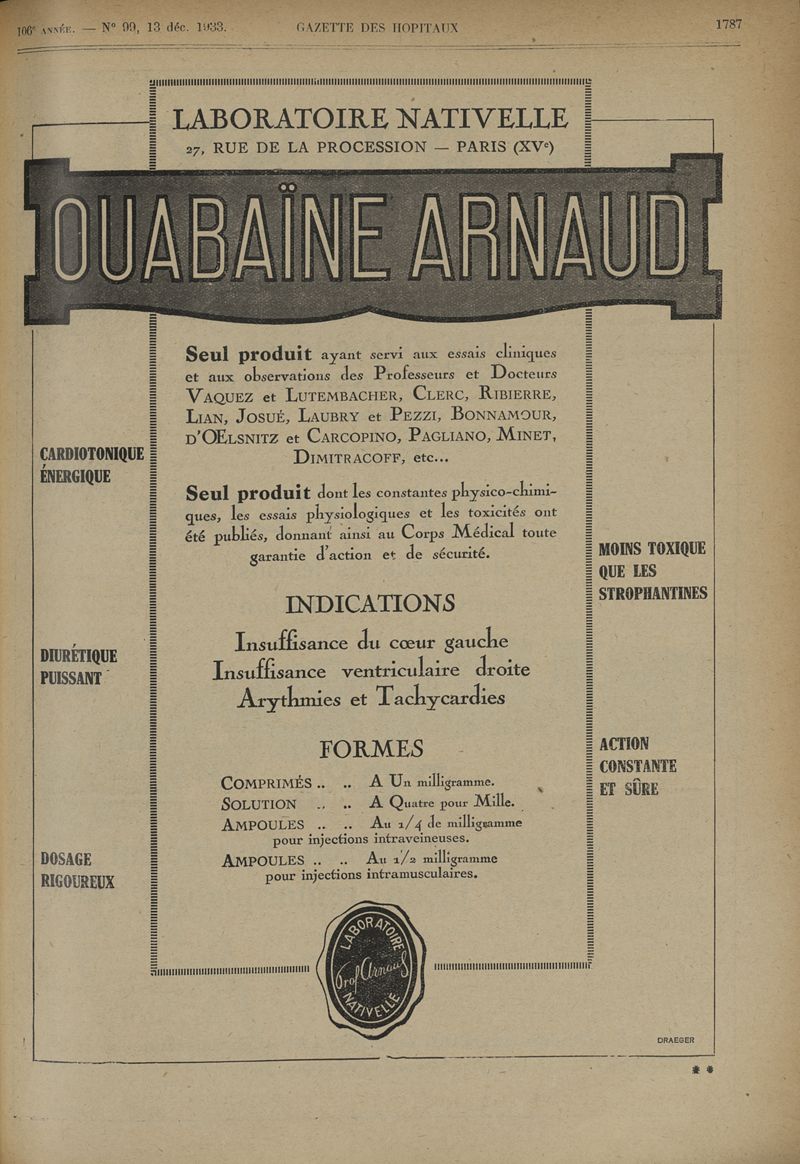 106e ANNÉE. — N° 99, 13 déc. 1933. GAZETTE DES HOPITAUX 1787
LABORATOIRE NATIVELLE
27, RUE DE LA PROCESSION — PARIS (XVe)
OUABAÏNE ARNAUD
Seul produit ayant servi aux essais cliniques
et aux observations des Professeurs et Docteurs
VAQUEZ et LUTEMBACHER, CLERC, RIBIERRE,
LIAN, JOSUÉ, LAUBRY et PEZZI, BONNAMOUR,
D'OELSNITZ et CARCOPINO, PAGLIANO, MINET,
DIMITRACOFF, etc...
CARDIOTONIQUE
ÉNERGIQUE
Seul produit dont les constantes physico-chimi-
ques, les essais physiologiques et les toxicités ont
été publiés, donnant ainsi au Corps Médical toute
garantie d'action et de sécurité.
MOINS TOXIQUE
QUE LES
STROPHANTINES
INDICATIONS
Insuffisance du cœur gauche
Insuffisance ventriculaire droite
Arythmies et Tachycardies
DIURÉTIQUE
PUISSANT
FORMES
COMPRIMÉS .. .. A Un milligramme.
SOLUTION .. .. A Quatre pour Mille.
AMPOULES .. .. Au 1/4 de milligramme
pour injections intraveineuses.
AMPOULES .. .. Au 1/2 milligramme
pour injections intramusculaires.
ACTION
CONSTANTE
ET SÛRE
DOSAGE
RIGOUREUX
LABORATOIRE
Prof Arnaud
NATIVELLE
DRAEGER
* *